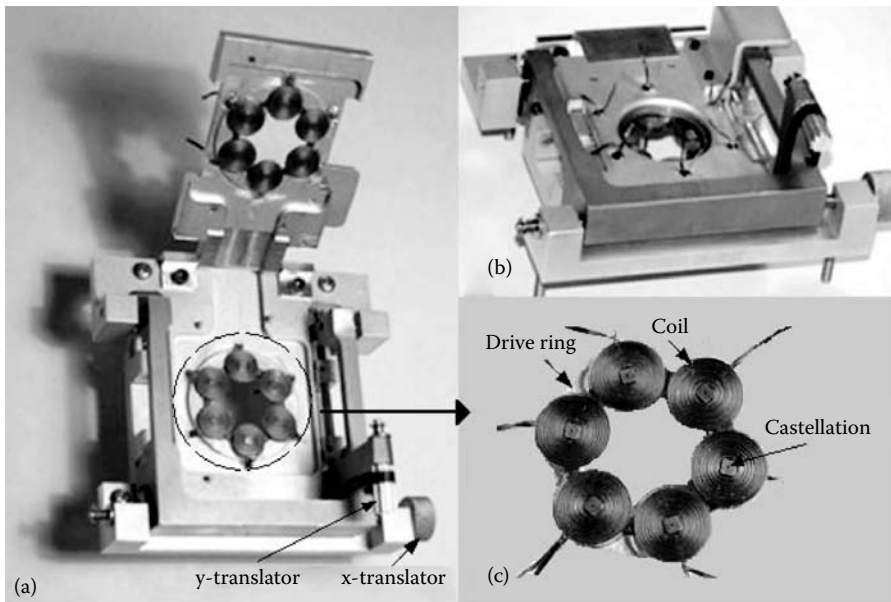 (b)
Drive ring
Coil
Castellation
y-translator
x-translator
(a)
(c)